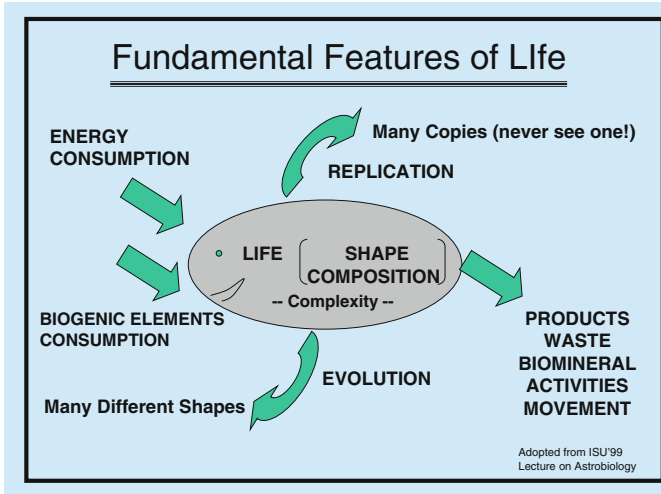 Fundamental Features of LIfe
ENERGY
CONSUMPTION
Many Copies (never see one!)
REPLICATION
LIFE
SHAPE
COMPOSITION
-- Complexity --
BIOGENIC ELEMENTS
CONSUMPTION
PRODUCTS
WASTE
BIOMINERAL
ACTIVITIES
MOVEMENT
EVOLUTION
Many Different Shapes
Adopted from ISU'99
Lecture on Astrobiology